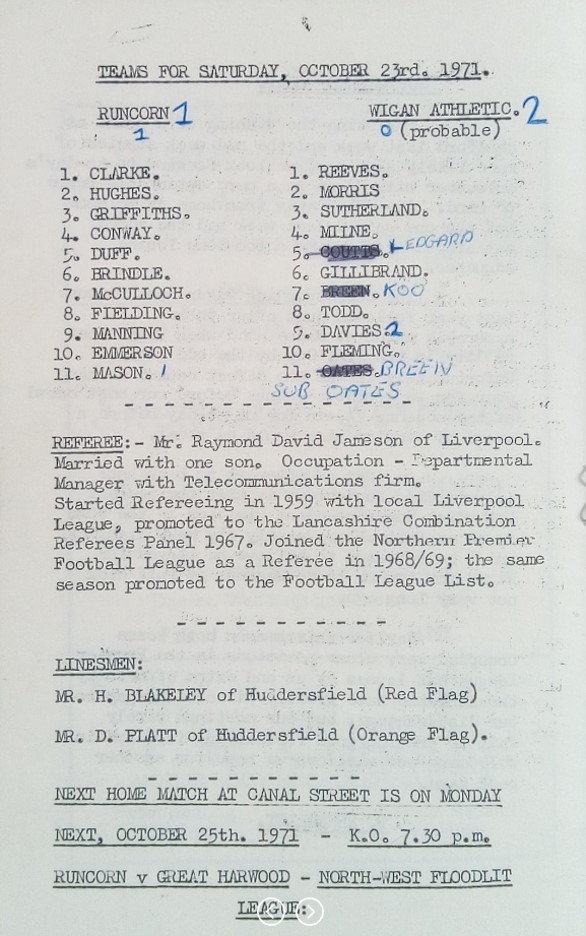 TEAMS FOR SATURDAY, OCTOBER 23rd. 1971.
RUNCORN 1 WIGAN ATHLETIC. 2
1 0 (probable)
1. CLARKE. 1. REEVES.
2. HUGHES. 2. MORRIS
3. GRIFFITHS. 3. SUTHERLAND.
4. CONWAY. 4. MILNE.
5. DUFF. 5. COUTTS. LEDGARD
6. BRINDLE. 6. GILLIBRAND.
7. McCULLOCH. 7. BREEN. KOO
8. FIELDING. 8. TODD.
9. MANNING 9. DAVIES. 2
10. EMMERSON 10. FLEMING.
11. MASON. 1 11. OATES. BREEN
SUB OATES
REFEREE:- Mr. Raymond David Jameson of Liverpool.
Married with one son. Occupation - Departmental
Manager with Telecommunications firm.
Started Refereeing in 1959 with local Liverpool
League, promoted to the Lancashire Combination
Referees Panel 1967. Joined the Northern Premier
Football League as a Referee in 1968/69; the same
season promoted to the Football League List.
LINESMEN:
MR. H. BLAKELEY of Huddersfield (Red Flag)
MR. D. PLATT of Huddersfield (Orange Flag).
NEXT HOME MATCH AT CANAL STREET IS ON MONDAY
NEXT, OCTOBER 25th. 1971 - K.O. 7.30 p.m.
RUNCORN v GREAT HARWOOD - NORTH-WEST FLOODLIT
LEAGUE: